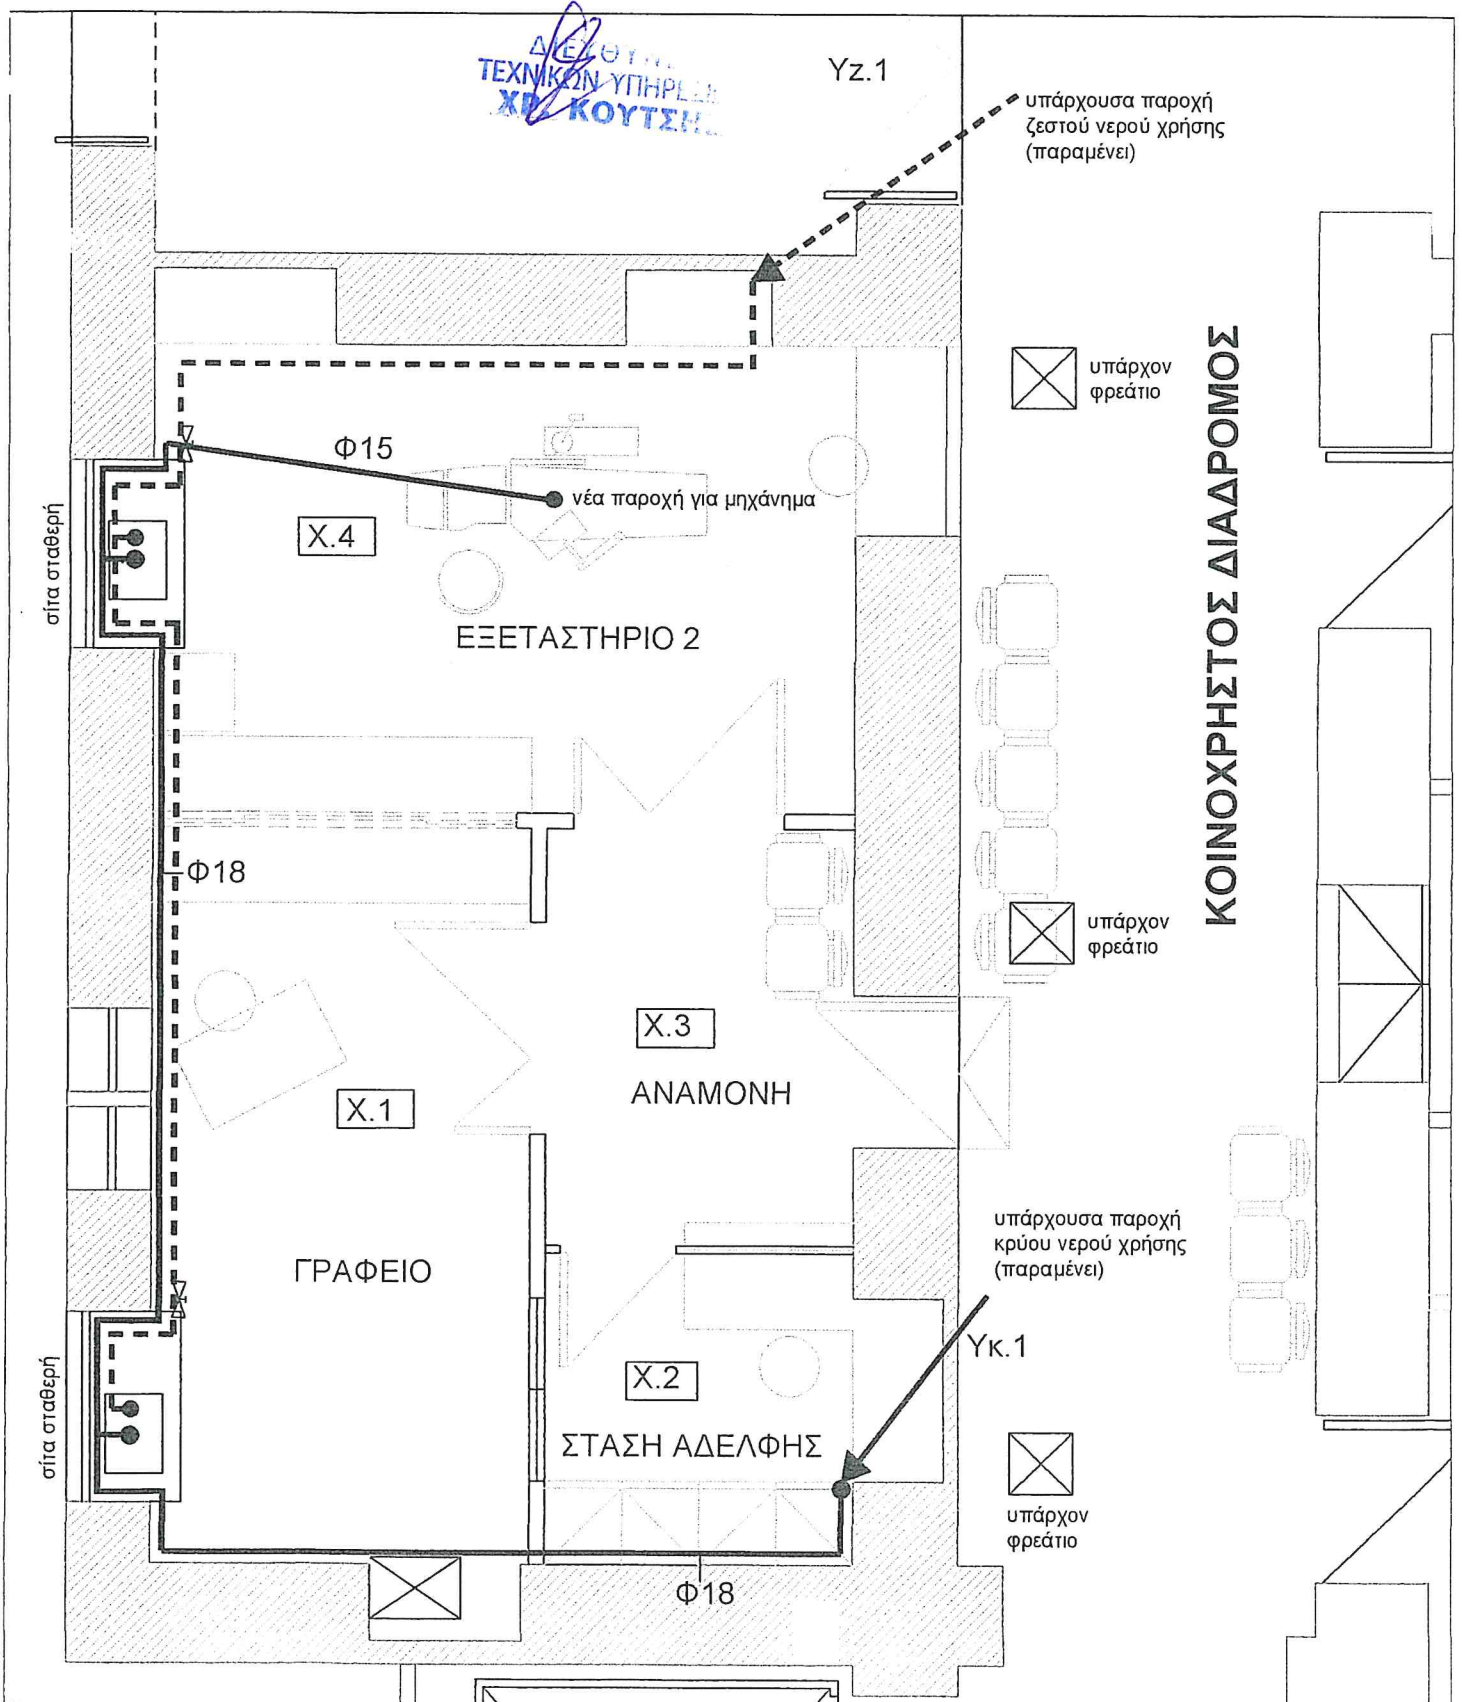 ΤΕΧΝΙΚΩΝ
ΚΟΥΤΣΗ
Υz.1
υπάρχουσα παροχή
ζεστού νερού χρήσης
(παραμένει)
υπάρχον
φρεάτιο
ΚΟΙΝΟΧΡΗΣΤΟΣ ΔΙΑΔΡΟΜΟΣ
Φ15
νέα παροχή για μηχάνημα
Χ.4
σίτα σταθερή
ΕΞΕΤΑΣΤΗΡΙΟ 2
Φ18
υπάρχον
φρεάτιο
Χ.3
ΑΝΑΜΟΝΗ
Χ.1
ΓΡΑΦΕΙΟ
υπάρχουσα παροχή
κρύου νερού χρήσης
(παραμένει)
Υκ.1
Χ.2
ΣΤΑΣΗ ΑΔΕΛΦΗΣ
σίτα σταθερή
υπάρχον
φρεάτιο
Φ18